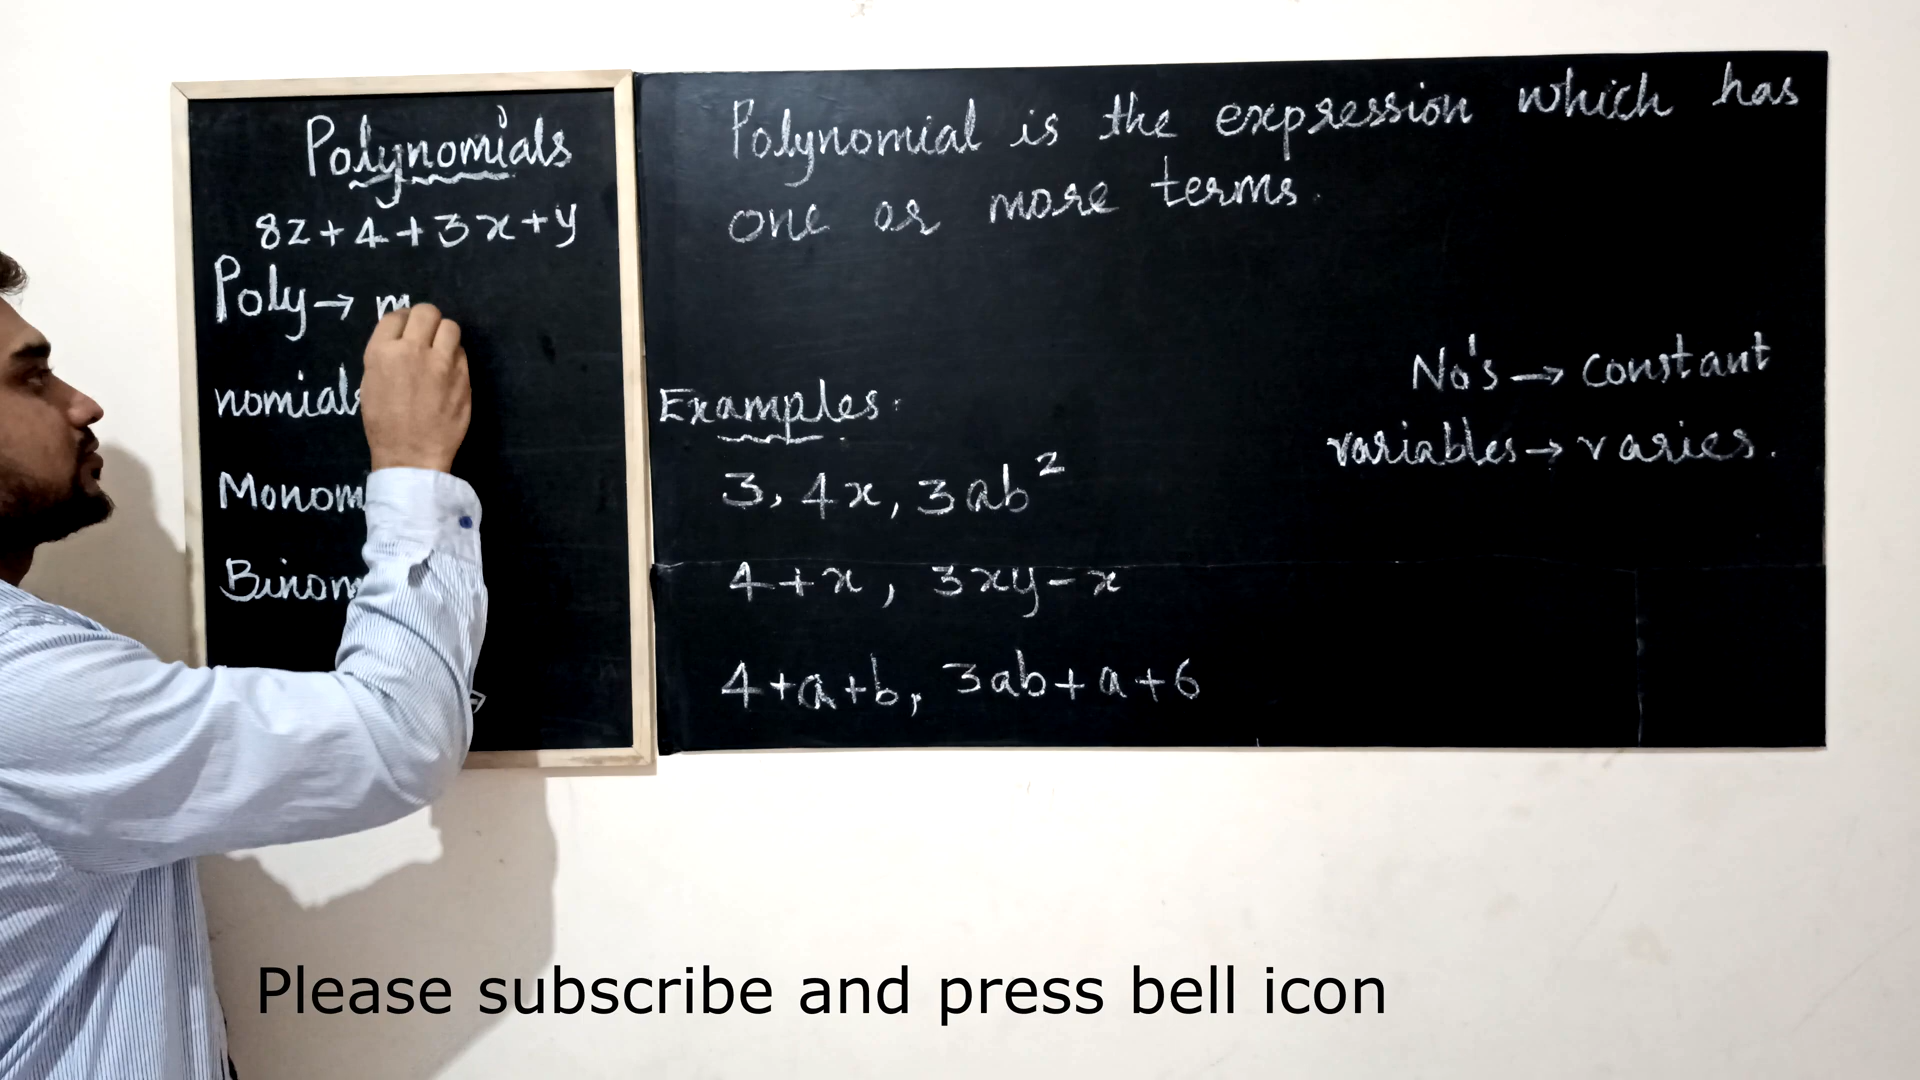 Polynomials
8z+4+3x+y
Poly→ m
nomials
Monom
Binom
Polynomial is the expression which has
one or more terms.
No's → constant
variables → varies.
Examples:
3, 4x, 3ab²
4+x, 3xy-x
4+a+b, 3ab+a+6
Please subscribe and press bell icon